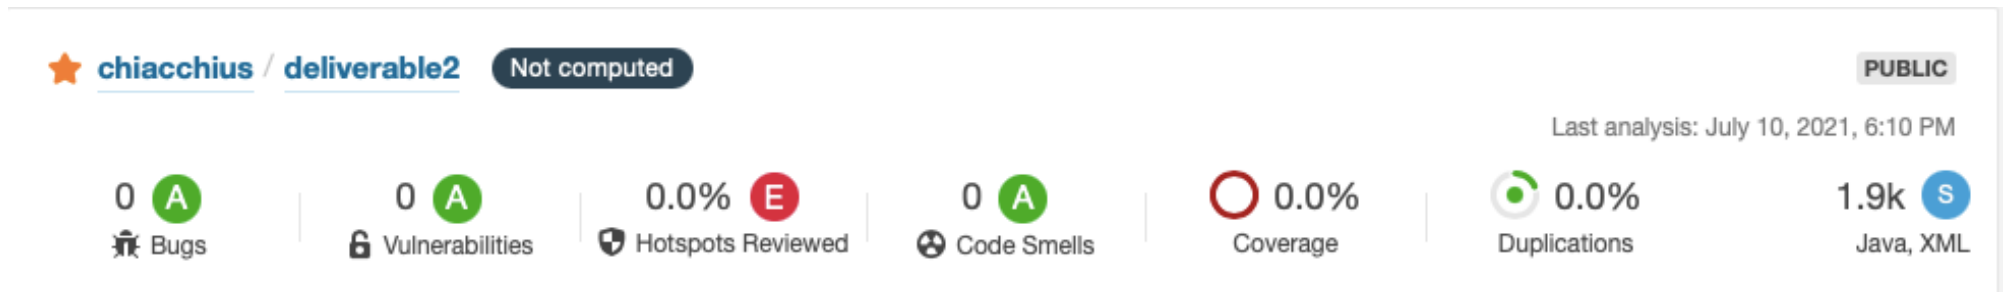 chiacchius / deliverable2 Not computed PUBLIC
Last analysis: July 10, 2021, 6:10 PM
0 A 0 A 0.0% E 0 A 0.0% 0.0% 1.9k S
Bugs Vulnerabilities Hotspots Reviewed Code Smells Coverage Duplications Java, XML